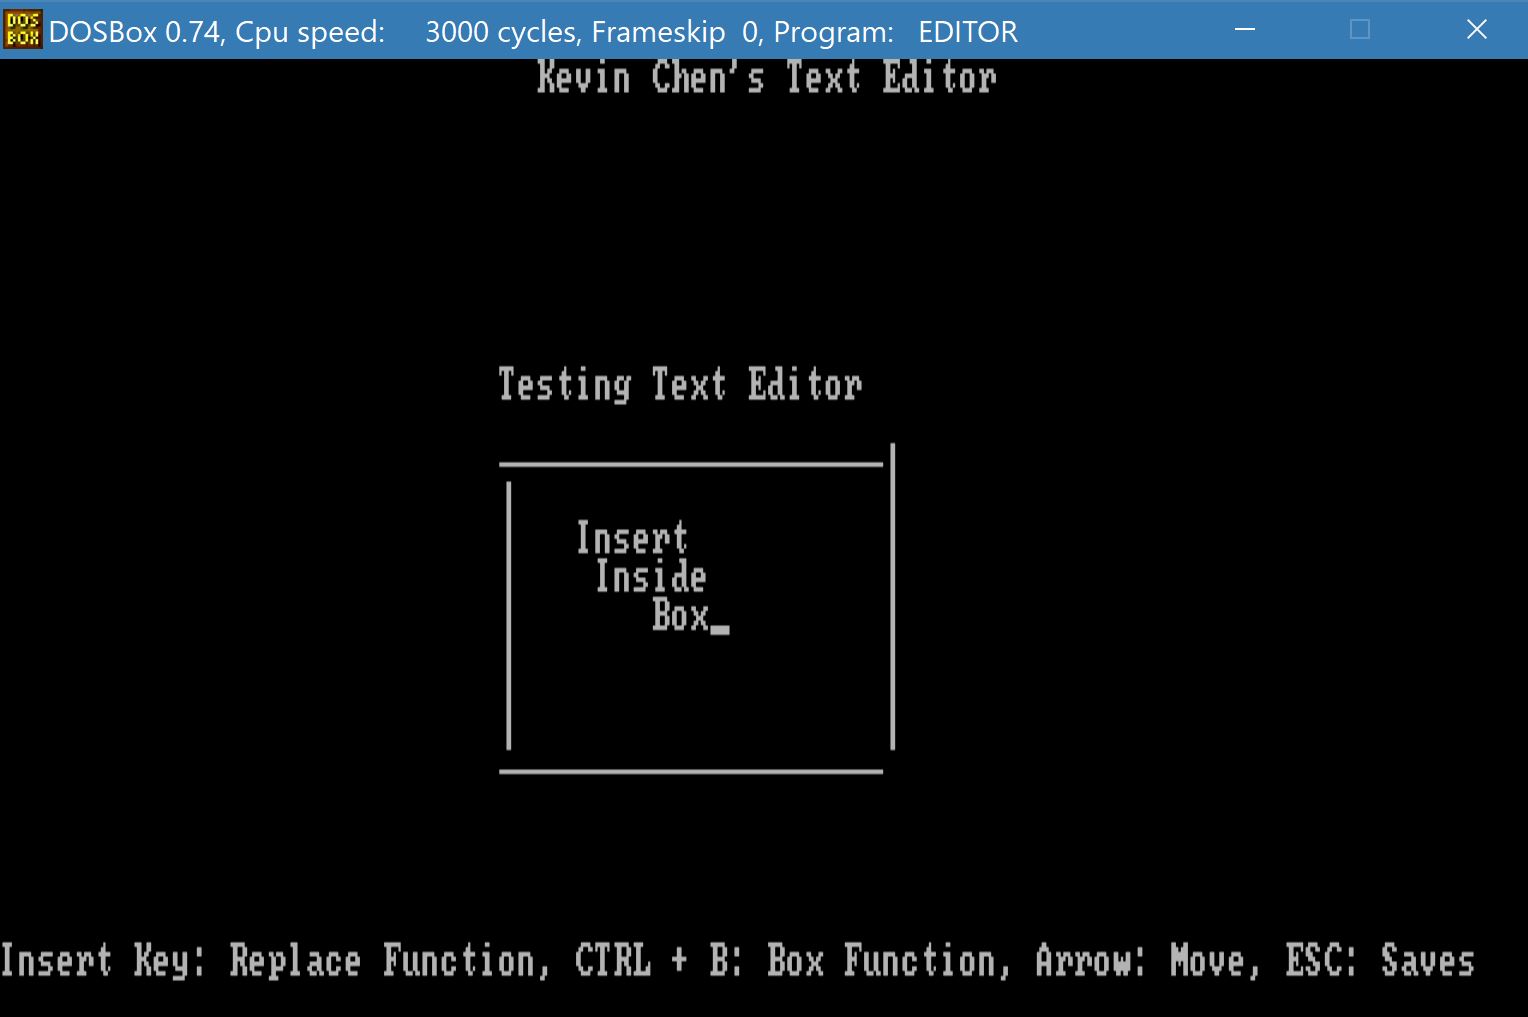 DOS
BOX
DOSBox 0.74, Cpu speed: 3000 cycles, Frameskip 0, Program: EDITOR
Kevin Chen's Text Editor
Testing Text Editor
Insert
Inside
Box_
Insert Key: Replace Function, CTRL + B: Box Function, Arrow: Move, ESC: Saves